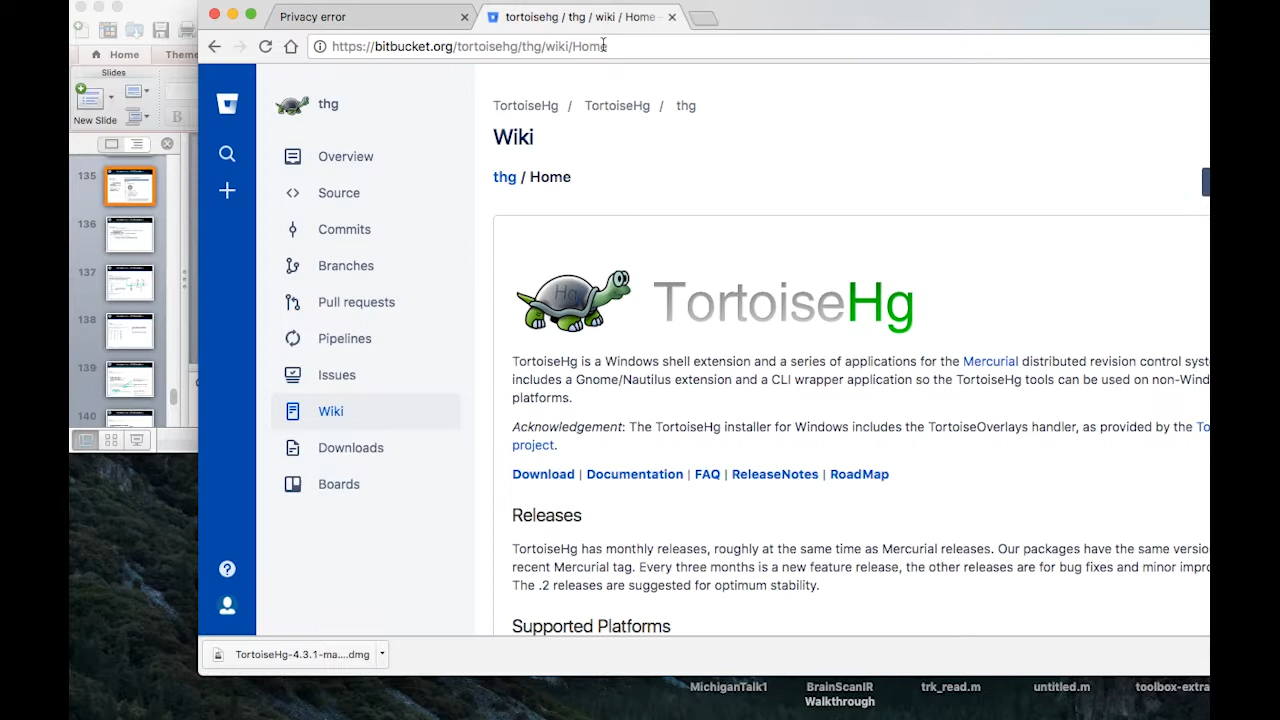 Privacy error
tortoisehg / thg / wiki / Home
https://bitbucket.org/tortoisehg/thg/wiki/Home
Home
Theme
Slides
New Slide
B
135
136
137
138
139
140
thg
Overview
Source
Commits
Branches
Pull requests
Pipelines
Issues
Wiki
Downloads
Boards
TortoiseHg / TortoiseHg / thg
Wiki
thg / Home
TortoiseHg
TortoiseHg is a Windows shell extension and a series of applications for the Mercurial distributed revision control syst
includes a Gnome/Nautilus extension and a CLI wrapper application so the TortoiseHg tools can be used on non-Wind
platforms.
Acknowledgement: The TortoiseHg installer for Windows includes the TortoiseOverlays handler, as provided by the To
project.
Download | Documentation | FAQ | ReleaseNotes | RoadMap
Releases
TortoiseHg has monthly releases, roughly at the same time as Mercurial releases. Our packages have the same versio
recent Mercurial tag. Every three months is a new feature release, the other releases are for bug fixes and minor impro
The .2 releases are suggested for optimum stability.
Supported Platforms
TortoiseHg-4.3.1-ma....dmg
MichiganTalk1
BrainScanIR
Walkthrough
trk_read.m
untitled.m
toolbox-extra